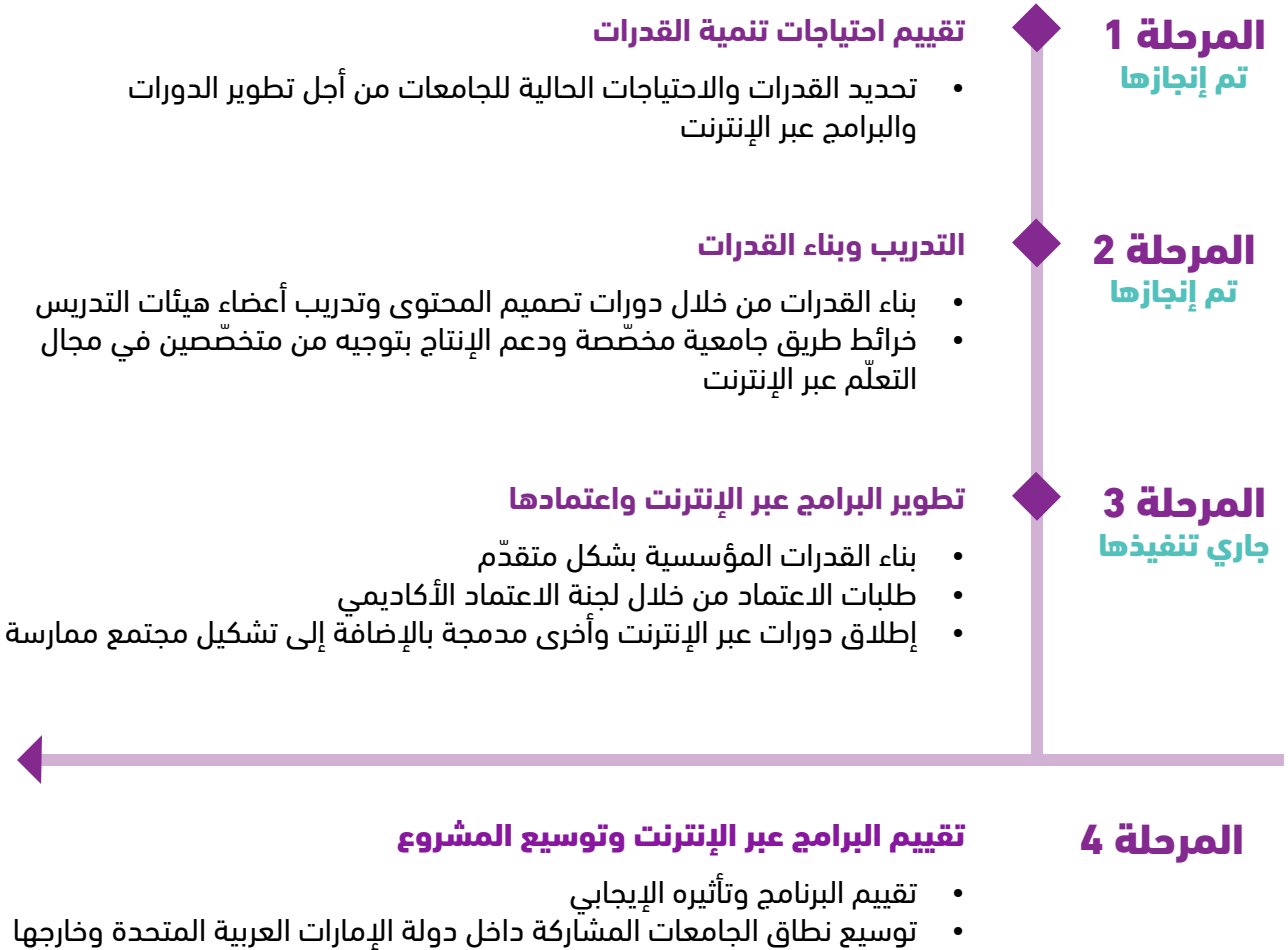 المرحلة 1
تم إنجازها
تقييم احتياجات تنمية القدرات
• تحديد القدرات والاحتياجات الحالية للجامعات من أجل تطوير الدورات
والبرامج عبر الإنترنت
المرحلة 2
تم إنجازها
التدريب وبناء القدرات
• بناء القدرات من خلال دورات تصميم المحتوى وتدريب أعضاء هيئات التدريس
• خرائط طريق جامعية مخصّصة ودعم الإنتاج بتوجيه من متخصّصين في مجال
التعلّم عبر الإنترنت
المرحلة 3
جاري تنفيذها
تطوير البرامج عبر الإنترنت واعتمادها
• بناء القدرات المؤسسية بشكل متقدّم
• طلبات الاعتماد من خلال لجنة الاعتماد الأكاديمي
• إطلاق دورات عبر الإنترنت وأخرى مدمجة بالإضافة إلى تشكيل مجتمع ممارسة
المرحلة 4
تقييم البرامج عبر الإنترنت وتوسيع المشروع
• تقييم البرنامج وتأثيره الإيجابي
• توسيع نطاق الجامعات المشاركة داخل دولة الإمارات العربية المتحدة وخارجها